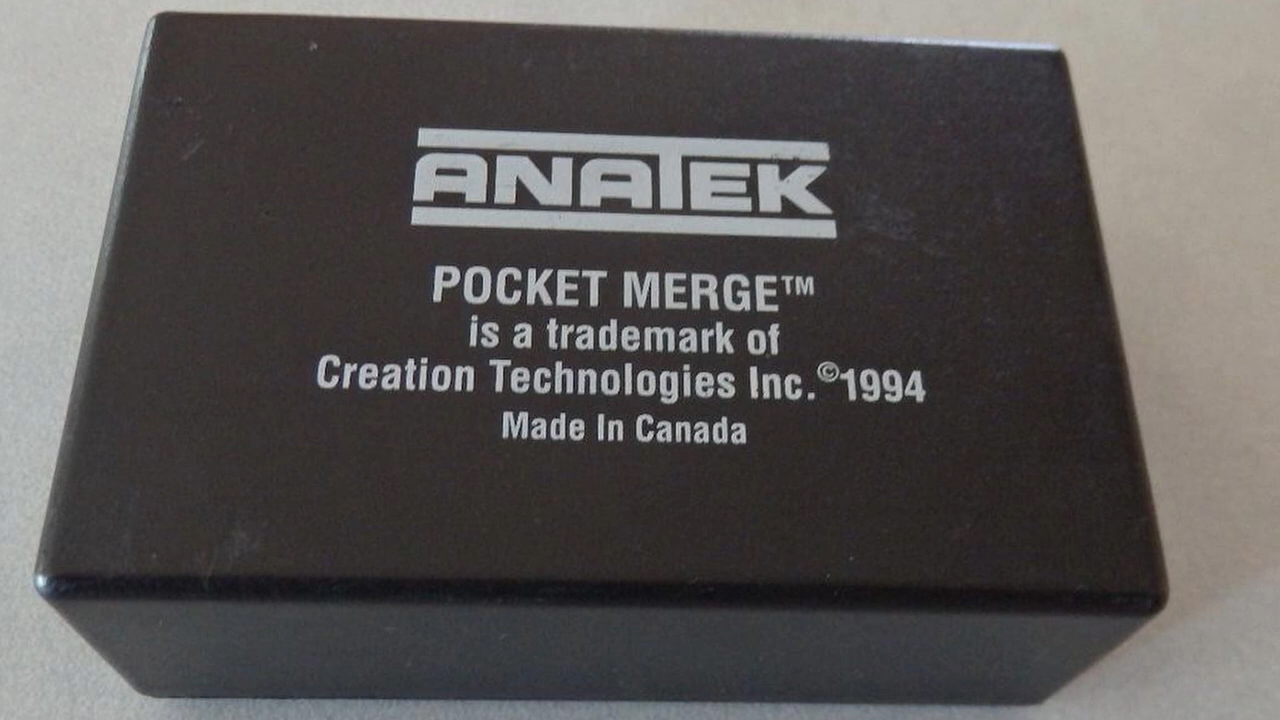 ANATEK
POCKET MERGE™
is a trademark of
Creation Technologies Inc.©1994
Made In Canada